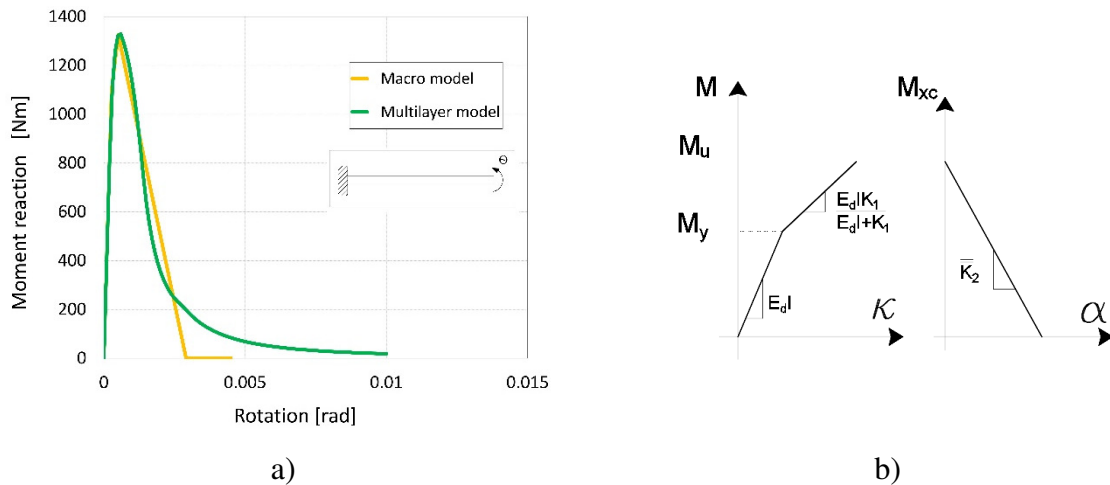 1400
1200
1000
800
600
400
200
0
Moment reaction [Nm]
Macro model
Multilayer model
Θ
0
0.005
0.01
0.015
Rotation [rad]
a)
M
Mu
My
EdIK1
EdI+K1
EdI
κ
Mxc
K̅2
α
b)